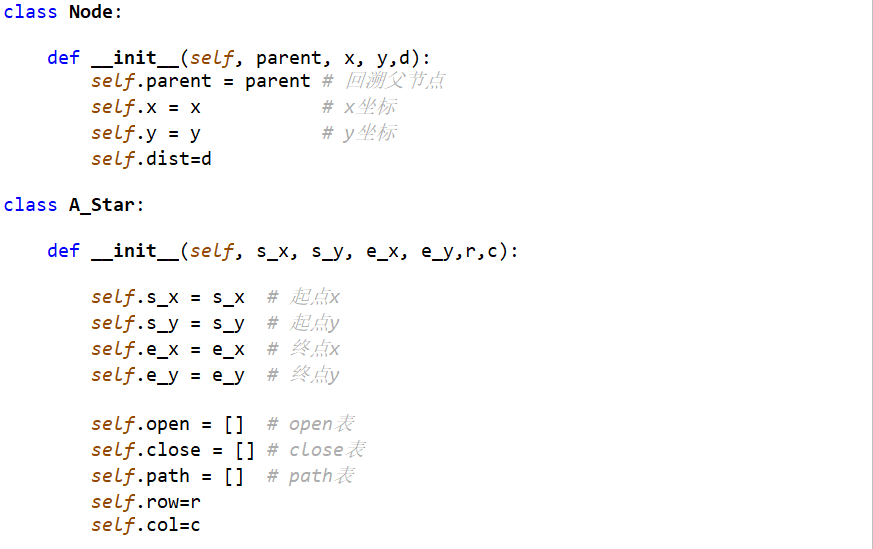 class Node:
def __init__(self, parent, x, y,d):
self.parent = parent # 回溯父节点
self.x = x # x坐标
self.y = y # y坐标
self.dist=d
class A_Star:
def __init__(self, s_x, s_y, e_x, e_y,r,c):
self.s_x = s_x # 起点x
self.s_y = s_y # 起点y
self.e_x = e_x # 终点x
self.e_y = e_y # 终点y
self.open = [] # open表
self.close = [] # close表
self.path = [] # path表
self.row=r
self.col=c